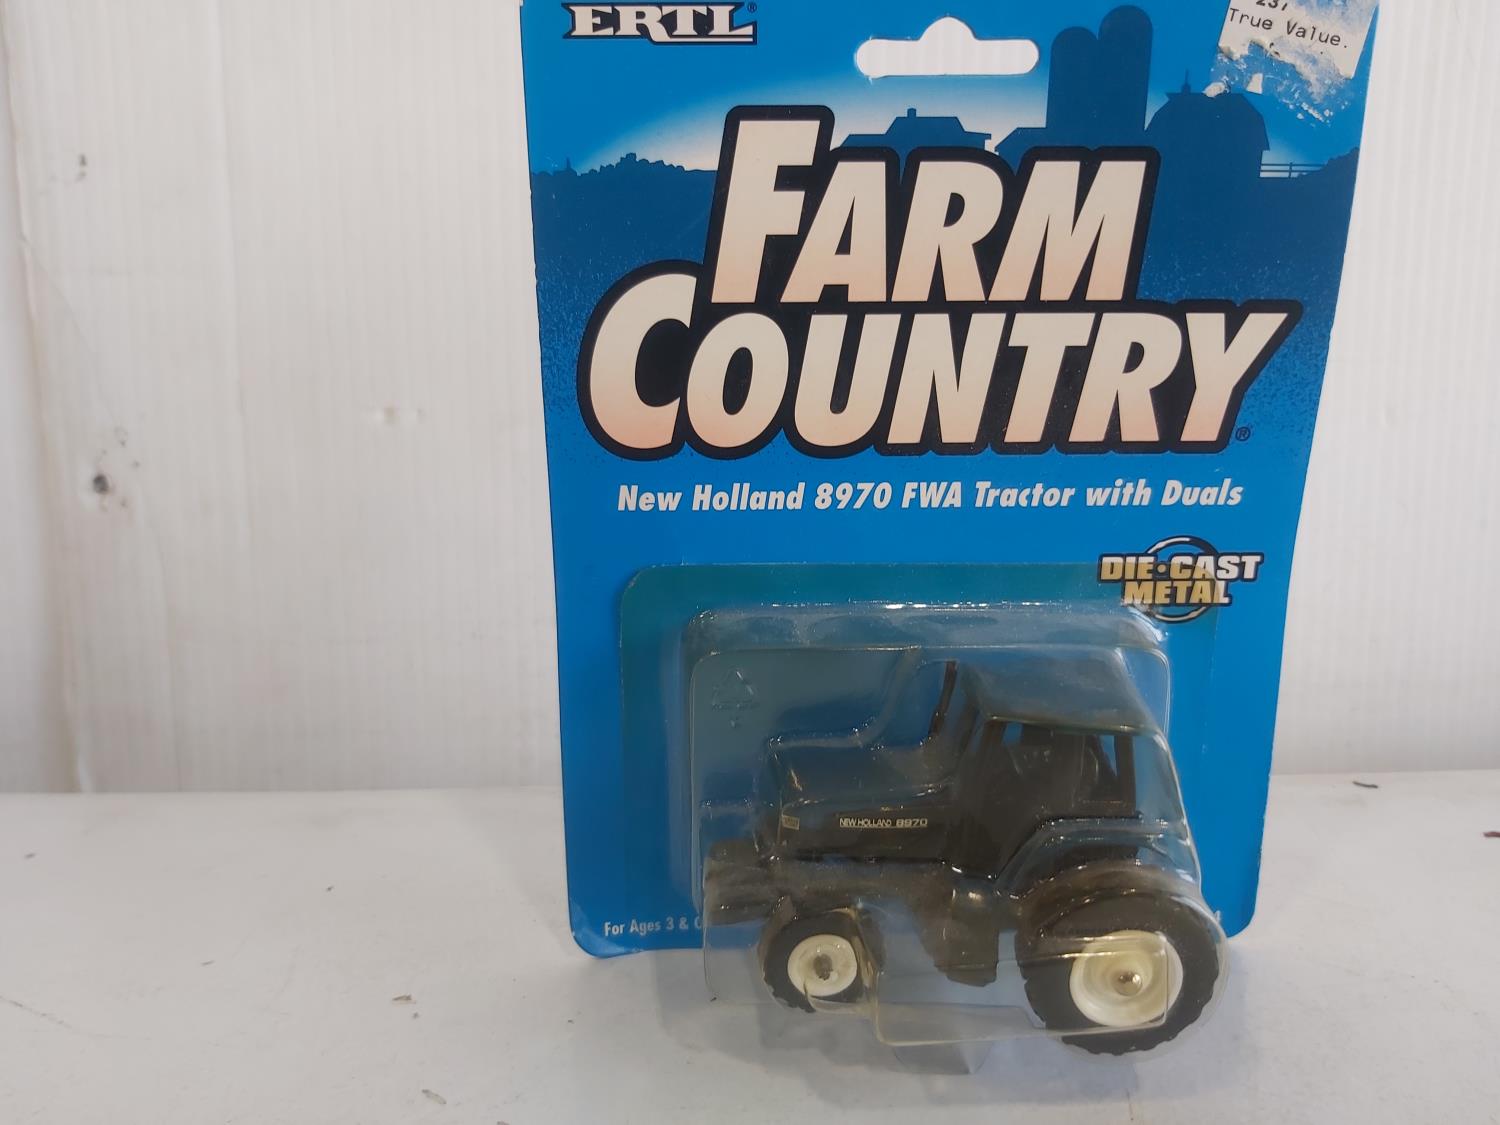 ERTL®
True Value.
FARM
COUNTRY®
New Holland 8970 FWA Tractor with Duals
DIE·CAST
METAL
NEW HOLLAND 8970
For Ages 3 &